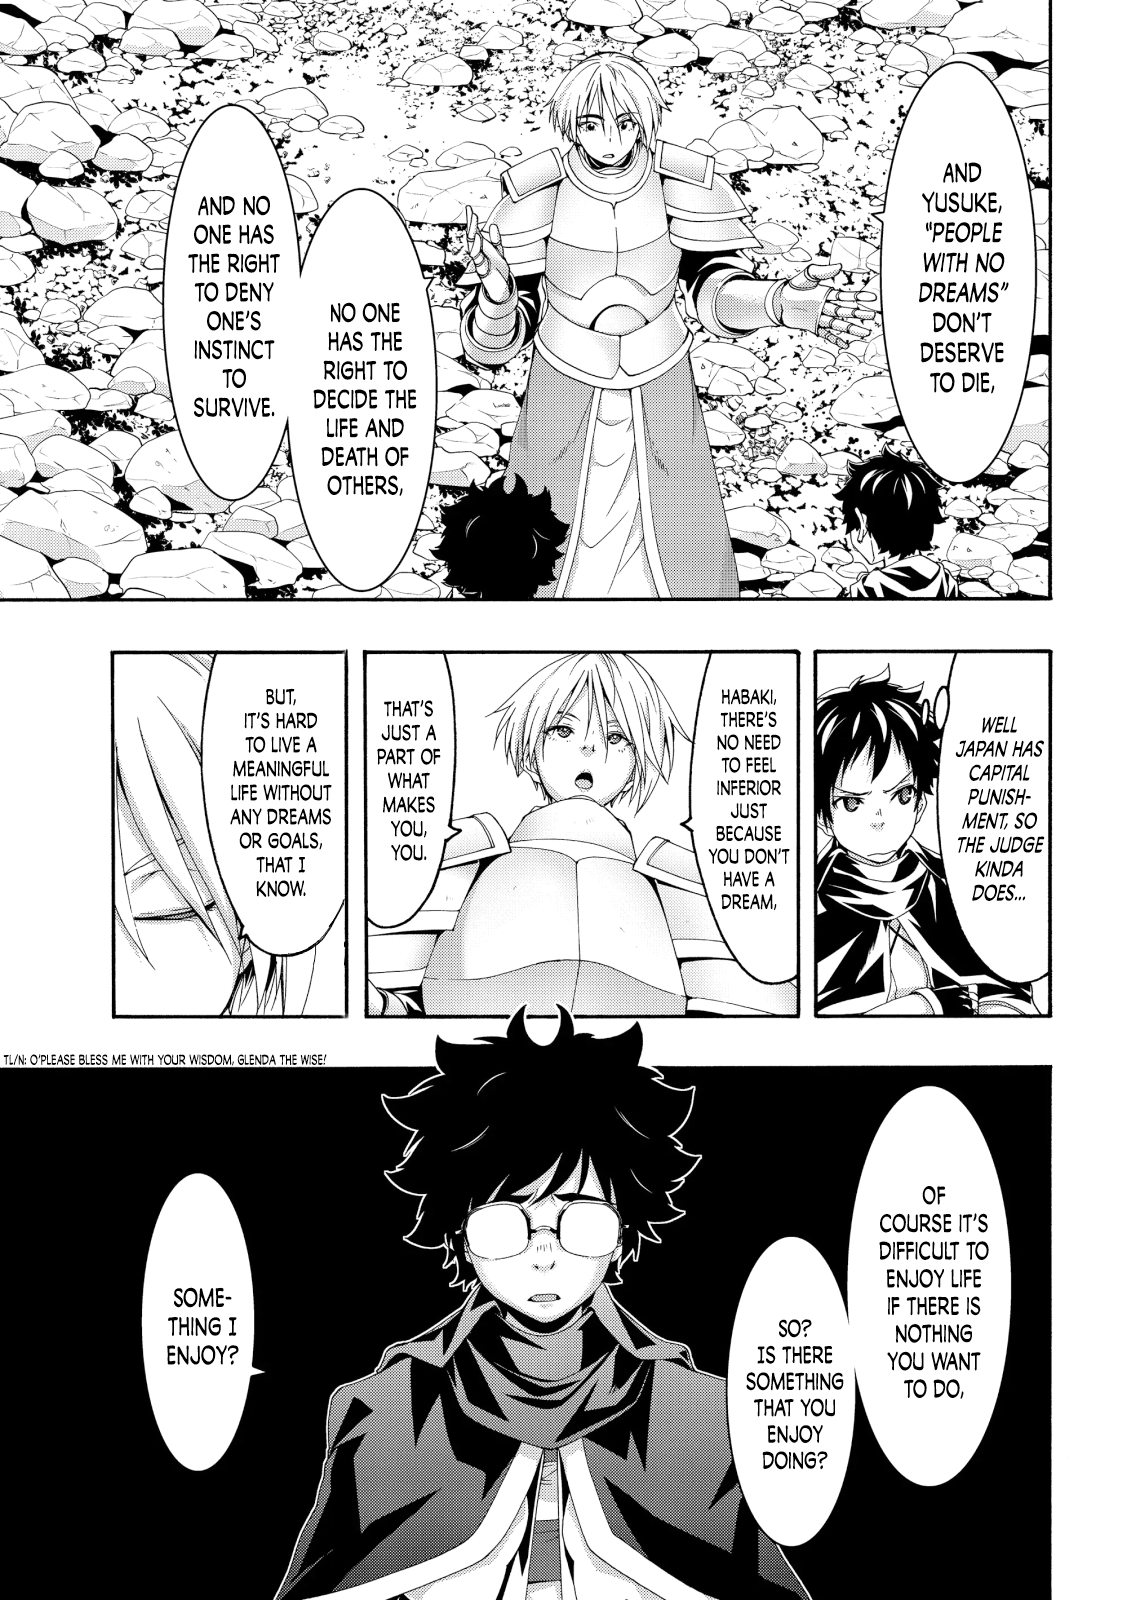 AND
YUSUKE,
"PEOPLE
WITH NO
DREAMS"
DON'T
DESERVE
TO DIE,
NO ONE
HAS THE
RIGHT TO
DECIDE THE
LIFE AND
DEATH OF
OTHERS,
AND NO
ONE HAS
THE RIGHT
TO DENY
ONE'S
INSTINCT
TO
SURVIVE.
WELL
JAPAN HAS
CAPITAL
PUNISH-
MENT, SO
THE JUDGE
KINDA
DOES...
HABAKI,
THERE'S
NO NEED
TO FEEL
INFERIOR
JUST
BECAUSE
YOU DON'T
HAVE A
DREAM,
THAT'S
JUST A
PART OF
WHAT
MAKES
YOU,
YOU.
BUT,
IT'S HARD
TO LIVE A
MEANINGFUL
LIFE WITHOUT
ANY DREAMS
OR GOALS,
THAT I
KNOW.
TL/N: O'PLEASE BLESS ME WITH YOUR WISDOM, GLENDA THE WISE!
OF
COURSE IT'S
DIFFICULT TO
ENJOY LIFE
IF THERE IS
NOTHING
YOU WANT
TO DO,
SO?
IS THERE
SOMETHING
THAT YOU
ENJOY
DOING?
SOME-
THING I
ENJOY?